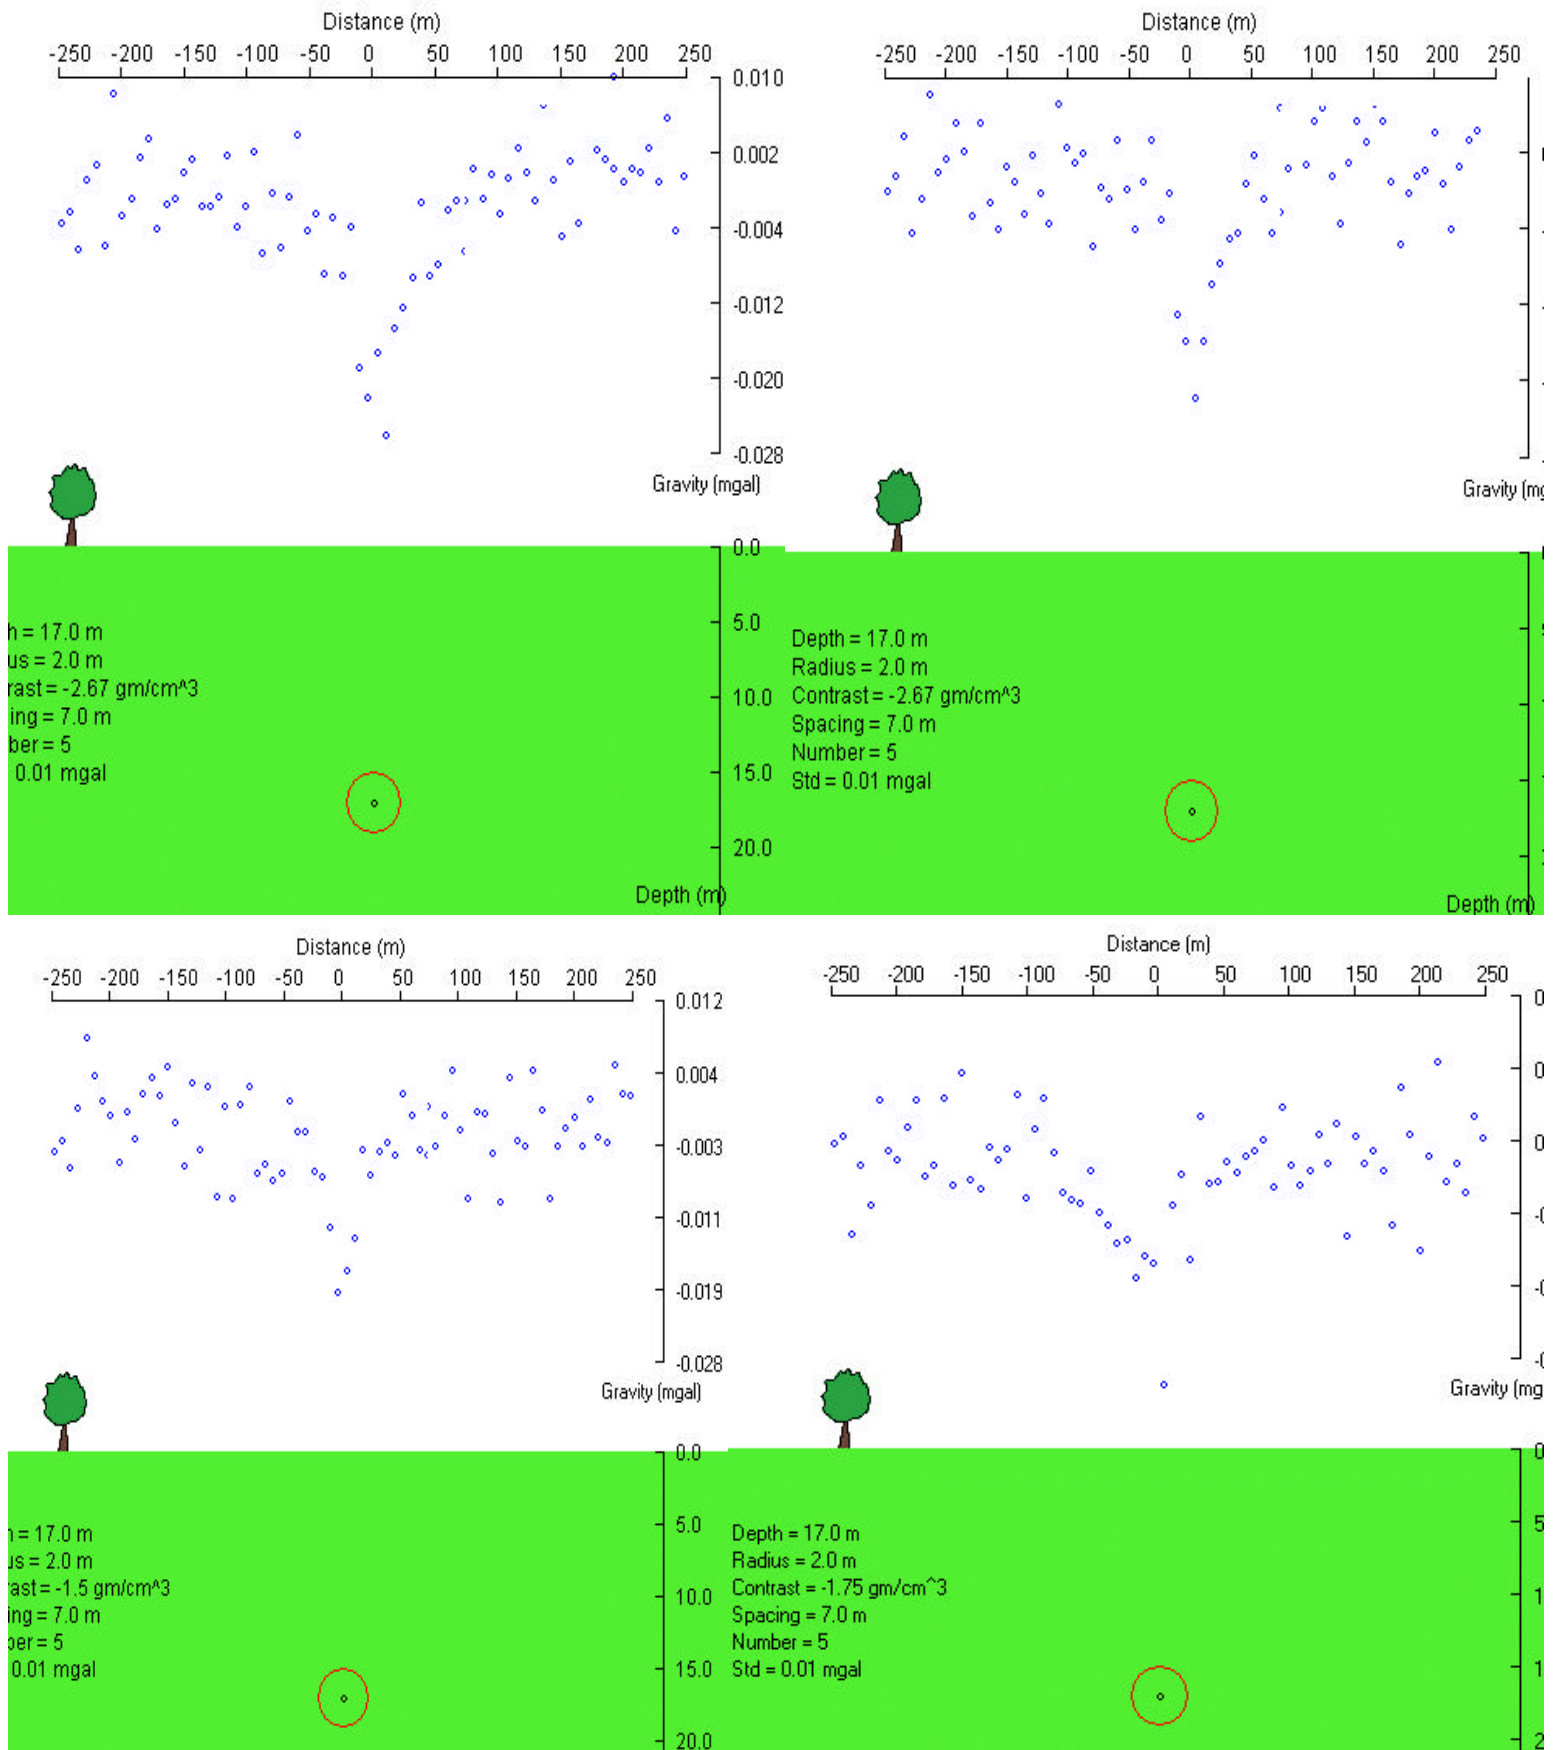 Distance (m)
-250 -200 -150 -100 -50 0 50 100 150 200 250
0.010
0.002
-0.004
-0.012
-0.020
-0.028
Gravity (mgal)
0.0
5.0
10.0
15.0
20.0
Depth (m)
h = 17.0 m
us = 2.0 m
rast = -2.67 gm/cm^3
ing = 7.0 m
ber = 5
0.01 mgal
Distance (m)
-250 -200 -150 -100 -50 0 50 100 150 200 250
Gravity (mg
Depth = 17.0 m
Radius = 2.0 m
Contrast = -2.67 gm/cm^3
Spacing = 7.0 m
Number = 5
Std = 0.01 mgal
Depth (m)
Distance (m)
-250 -200 -150 -100 -50 0 50 100 150 200 250
0.012
0.004
-0.003
-0.011
-0.019
-0.028
Gravity (mgal)
0.0
5.0
10.0
15.0
20.0
= 17.0 m
us = 2.0 m
rast = -1.5 gm/cm^3
ing = 7.0 m
ber = 5
0.01 mgal
Distance (m)
-250 -200 -150 -100 -50 0 50 100 150 200 250
Gravity (mg
Depth = 17.0 m
Radius = 2.0 m
Contrast = -1.75 gm/cm^3
Spacing = 7.0 m
Number = 5
Std = 0.01 mgal